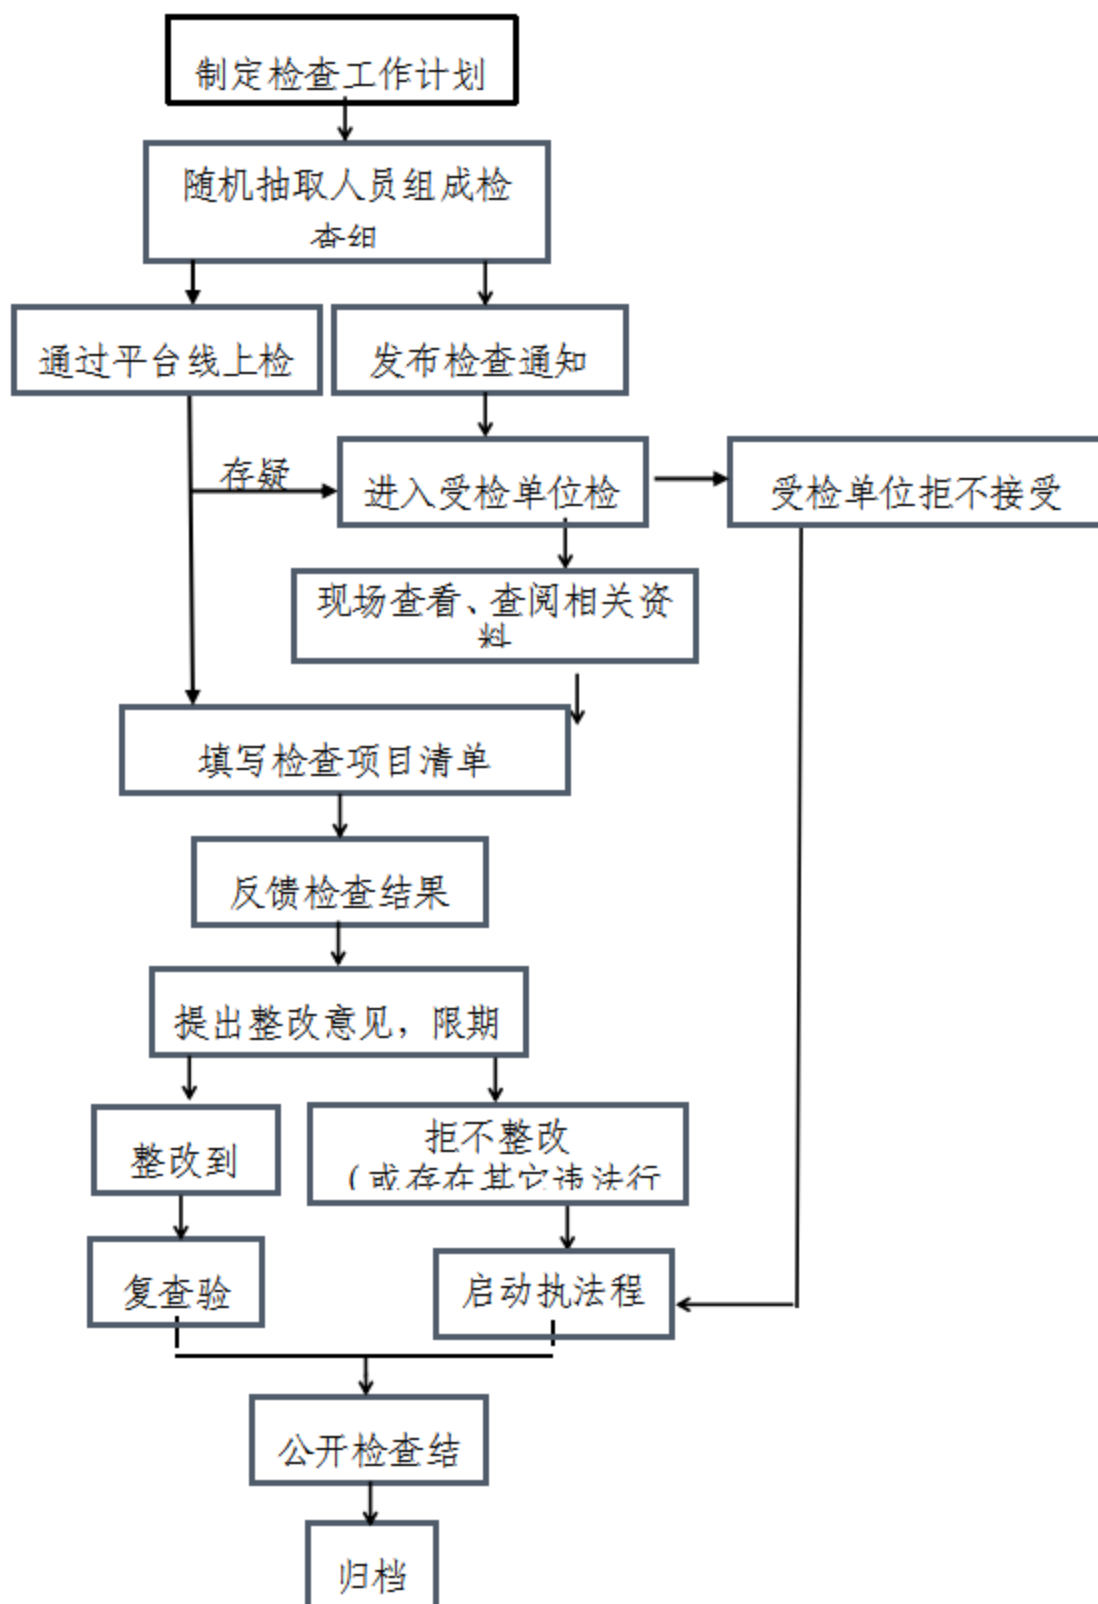 制定检查工作计划
随机抽取人员组成检
查组
通过平台线上检
发布检查通知
存疑
进入受检单位检
受检单位拒不接受
现场查看、查阅相关资
料
填写检查项目清单
反馈检查结果
提出整改意见，限期
整改到
拒不整改
（或存在其它违法行
复查验
启动执法程
公开检查结
归档